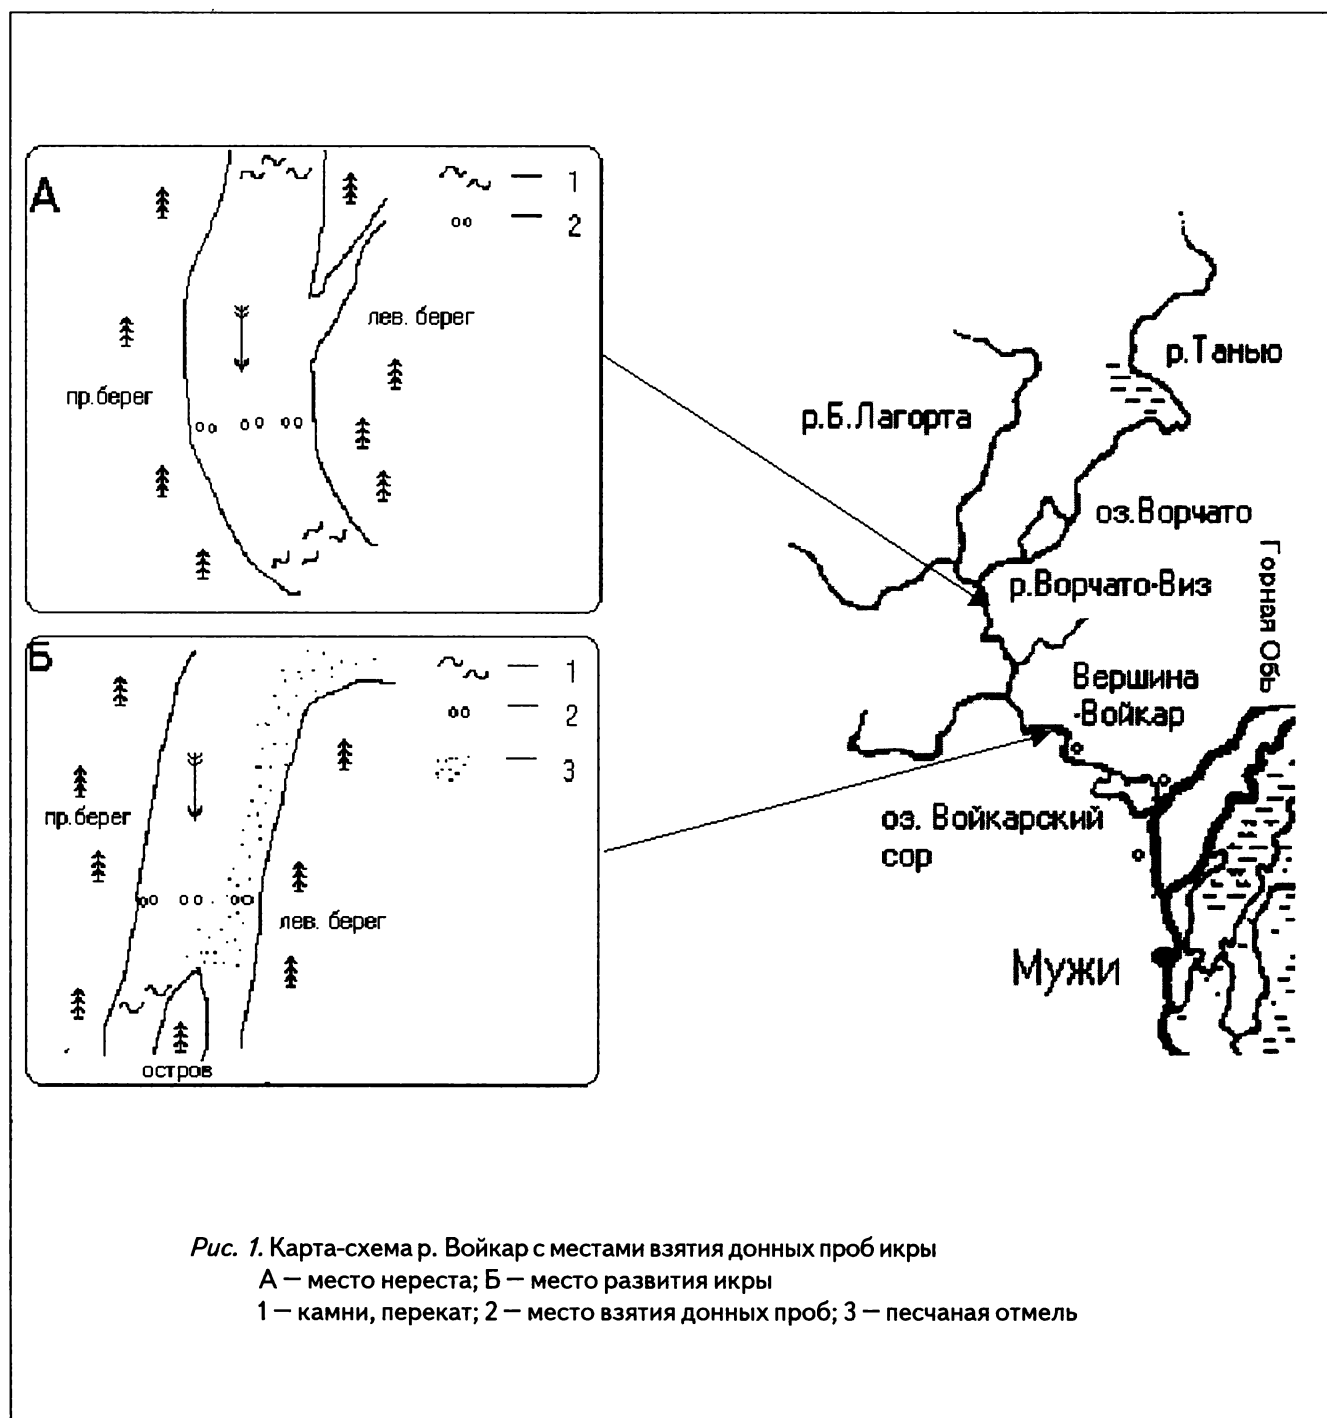 А
1
2
лев. берег
пр.берег
Б
1
2
3
пр.берег
лев. берег
остров
р.Танью
р.Б.Лагорта
оз.Ворчато
р.Ворчато-Виз
Горная Обь
Вершина
-Войкар
оз. Войкарский
сор
Мужи
Рис. 1. Карта-схема р. Войкар с местами взятия донных проб икры
А — место нереста; Б — место развития икры
1 — камни, перекат; 2 — место взятия донных проб; 3 — песчаная отмель